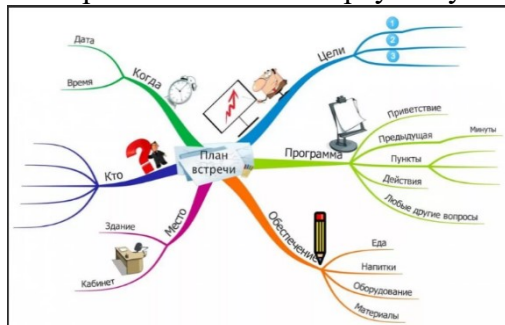 Дата
Время
Когда
Цели
1
2
3
План
встречи
Программа
Приветствие
Предыдущая
Минуты
Пункты
Действия
Любые другие вопросы
Кто
Место
Здание
Кабинет
Обеспечение
Еда
Напитки
Оборудование
Материалы